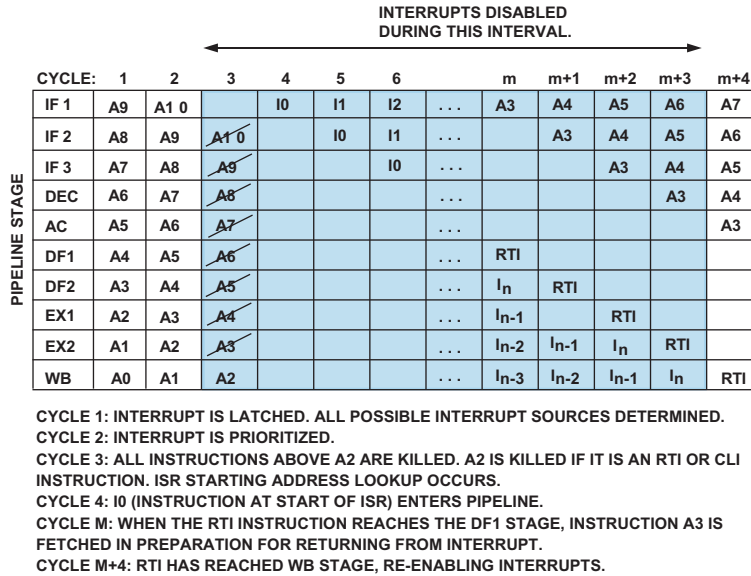 INTERRUPTS DISABLED
DURING THIS INTERVAL.
CYCLE: 1 2 3 4 5 6 m m+1 m+2 m+3 m+4
IF 1 A9 A1 0 I0 I1 I2 . . . A3 A4 A5 A6 A7
IF 2 A8 A9 A1 0 I0 I1 . . . A3 A4 A5 A6
IF 3 A7 A8 A9 I0 . . . A3 A4 A5
DEC A6 A7 A8 . . . A3 A4
AC A5 A6 A7 . . . A3
DF1 A4 A5 A6 . . . RTI
DF2 A3 A4 A5 . . . In RTI
EX1 A2 A3 A4 . . . In-1 RTI
EX2 A1 A2 A3 . . . In-2 In-1 In RTI
WB A0 A1 A2 . . . In-3 In-2 In-1 In RTI
PIPELINE STAGE
CYCLE 1: INTERRUPT IS LATCHED. ALL POSSIBLE INTERRUPT SOURCES DETERMINED.
CYCLE 2: INTERRUPT IS PRIORITIZED.
CYCLE 3: ALL INSTRUCTIONS ABOVE A2 ARE KILLED. A2 IS KILLED IF IT IS AN RTI OR CLI
INSTRUCTION. ISR STARTING ADDRESS LOOKUP OCCURS.
CYCLE 4: I0 (INSTRUCTION AT START OF ISR) ENTERS PIPELINE.
CYCLE M: WHEN THE RTI INSTRUCTION REACHES THE DF1 STAGE, INSTRUCTION A3 IS
FETCHED IN PREPARATION FOR RETURNING FROM INTERRUPT.
CYCLE M+4: RTI HAS REACHED WB STAGE, RE-ENABLING INTERRUPTS.